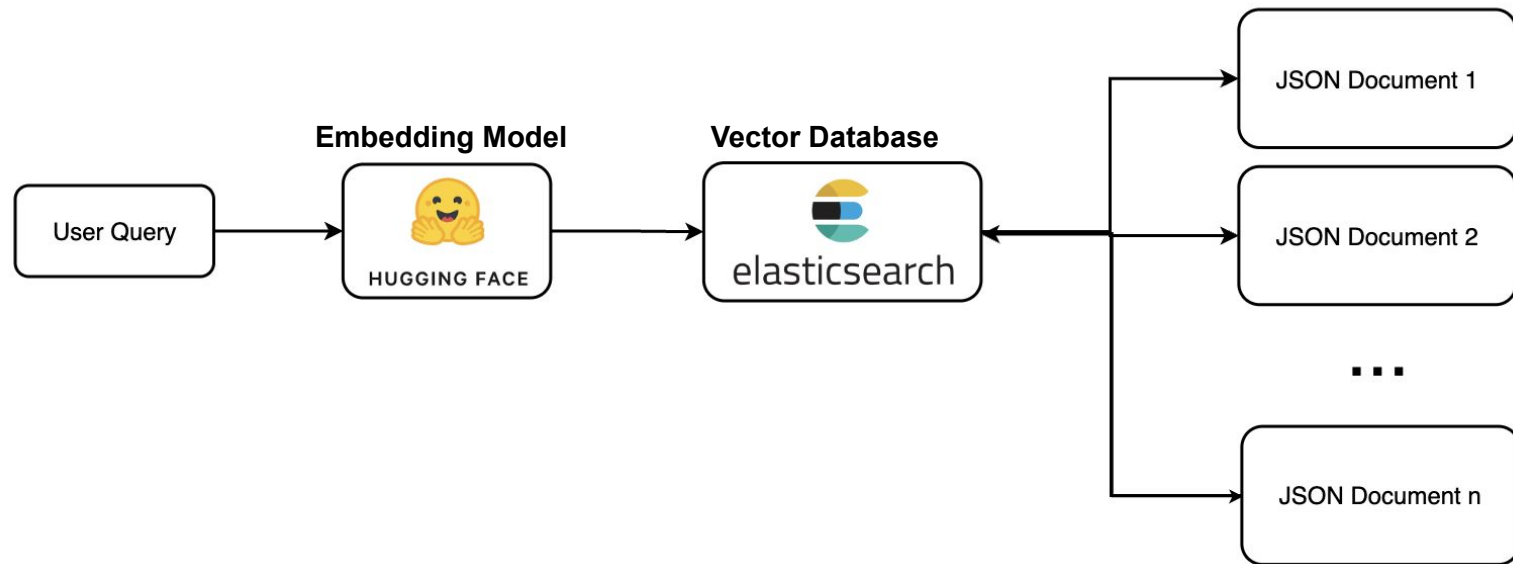 Embedding Model
Vector Database
User Query
HUGGING FACE
elasticsearch
JSON Document 1
JSON Document 2
...
JSON Document n